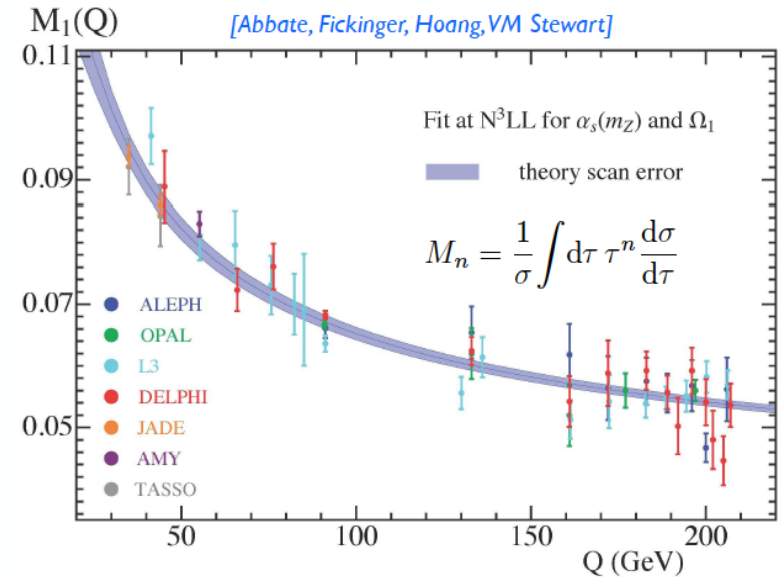 M₁(Q)
[Abbate, Fickinger, Hoang,VM Stewart]
0.11
0.09
0.07
0.05
Fit at N³LL for αₛ(m_Z) and Ω₁
theory scan error
M_n = 1/σ ∫ dτ τⁿ dσ/dτ
ALEPH
OPAL
L3
DELPHI
JADE
AMY
TASSO
50 100 150 200
Q (GeV)